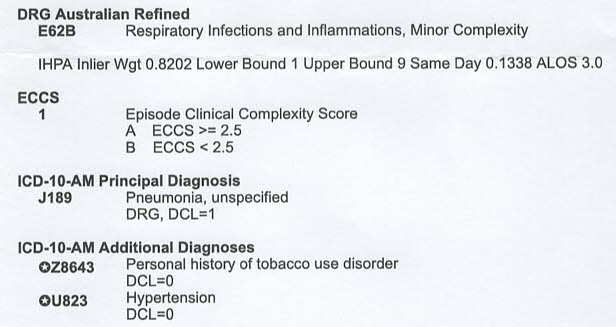 DRG Australian Refined
E62B Respiratory Infections and Inflammations, Minor Complexity
IHPA Inlier Wgt 0.8202 Lower Bound 1 Upper Bound 9 Same Day 0.1338 ALOS 3.0
ECCS
1 Episode Clinical Complexity Score
A ECCS >= 2.5
B ECCS < 2.5
ICD-10-AM Principal Diagnosis
J189 Pneumonia, unspecified
DRG, DCL=1
ICD-10-AM Additional Diagnoses
✪Z8643 Personal history of tobacco use disorder
DCL=0
✪U823 Hypertension
DCL=0